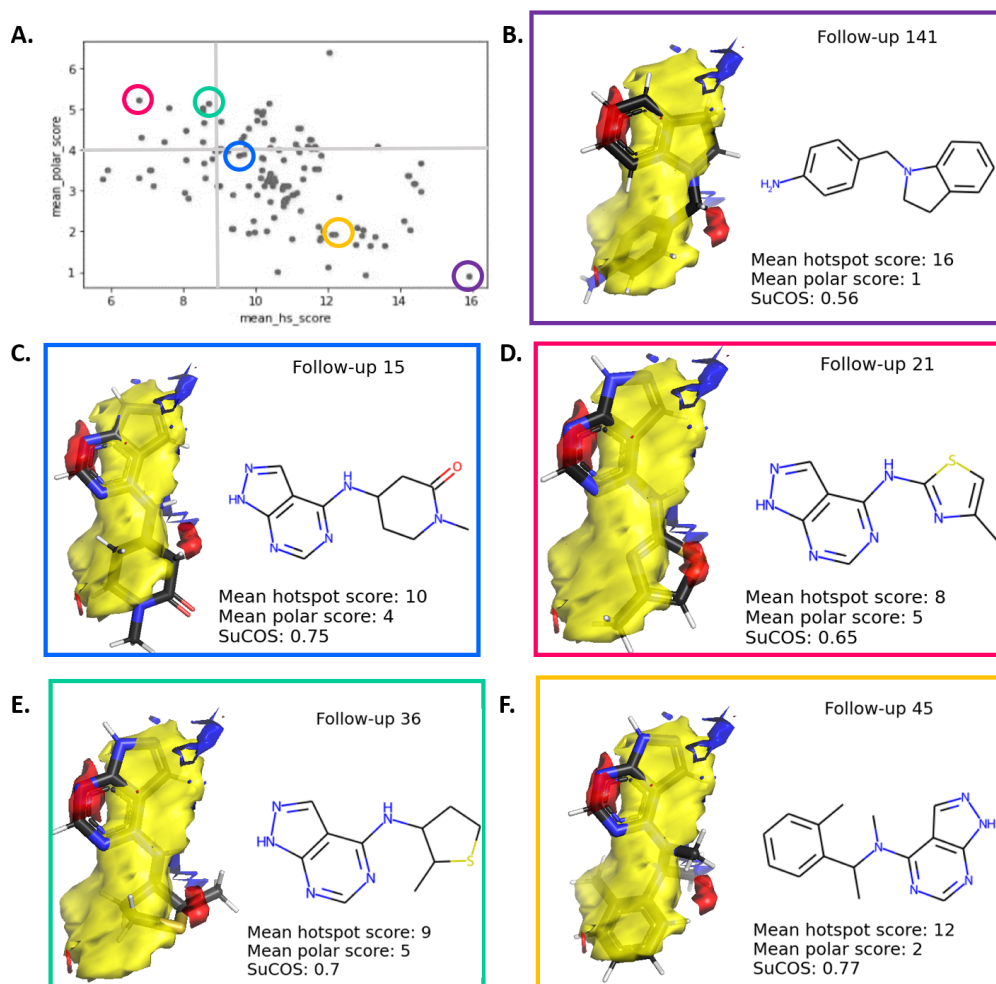 A.
6
5
4
3
2
1
mean_polar_score
6
8
10
12
14
16
mean_hs_score
B.
Follow-up 141
H₂N
N
Mean hotspot score: 16
Mean polar score: 1
SuCOS: 0.56
C.
Follow-up 15
N
HN
N
N
H
N
O
N
Mean hotspot score: 10
Mean polar score: 4
SuCOS: 0.75
D.
Follow-up 21
N
HN
N
N
H
N
S
N
Mean hotspot score: 8
Mean polar score: 5
SuCOS: 0.65
E.
Follow-up 36
N
HN
N
N
H
N
S
Mean hotspot score: 9
Mean polar score: 5
SuCOS: 0.7
F.
Follow-up 45
N
N
NH
N
N
Mean hotspot score: 12
Mean polar score: 2
SuCOS: 0.77